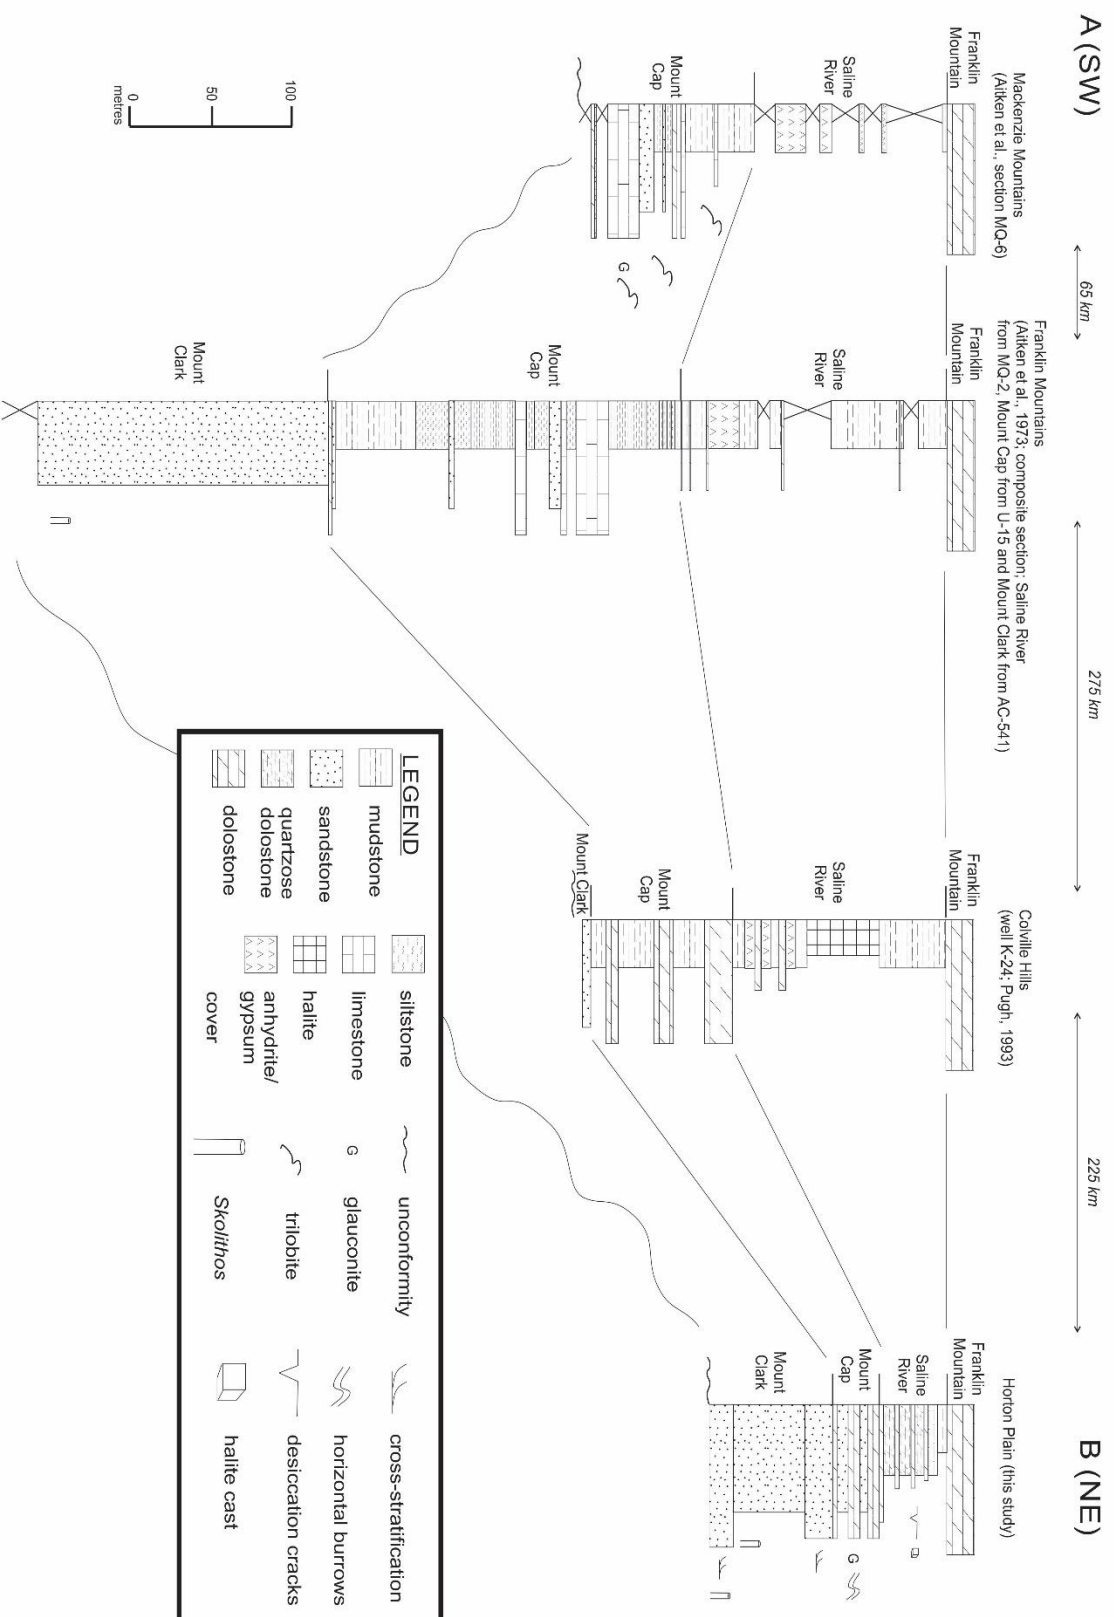 A (SW)
B (NE)
65 km
275 km
225 km
Mackenzie Mountains
(Aitken et al., section MQ-6)
Franklin Mountains
(Aitken et al., 1973; composite section; Saline River
from MQ-2, Mount Cap from U-15 and Mount Clark from AC-541)
Colville Hills
(well K-24; Pugh, 1993)
Horton Plain (this study)
Franklin
Mountain
Saline
River
Mount
Cap
G
Franklin
Mountain
Saline
River
Mount
Cap
Mount
Clark
Franklin
Mountain
Saline
River
Mount
Cap
Mount Clark
Franklin
Mountain
Saline
River
Mount
Cap
Mount
Clark
G
100
50
0
metres
LEGEND
mudstone
sandstone
quartzose
dolostone
dolostone
siltstone
limestone
halite
anhydrite/
gypsum
cover
unconformity
G
glauconite
trilobite
Skolithos
cross-stratification
horizontal burrows
desiccation cracks
halite cast